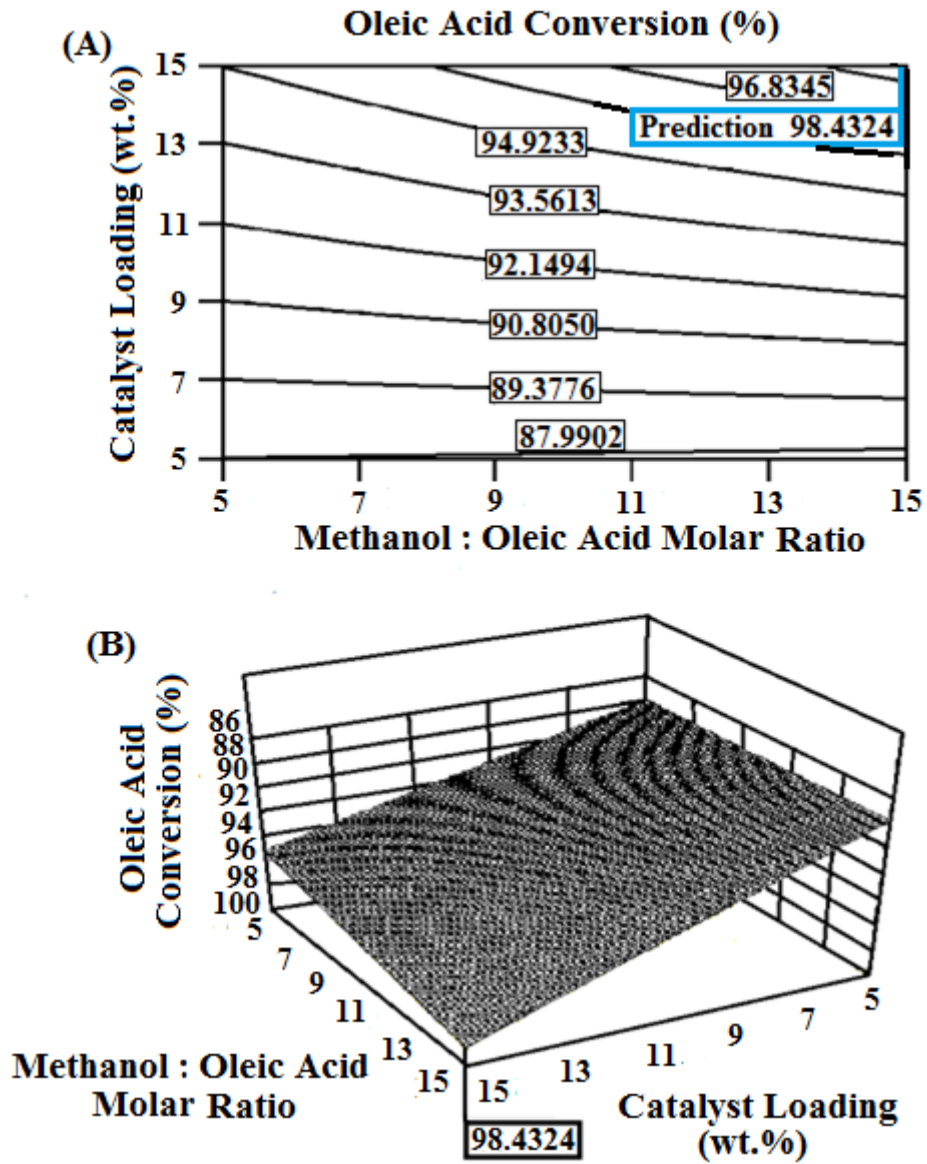 Oleic Acid Conversion (%)
(A)
Catalyst Loading (wt.%)
15
13
11
9
7
5
96.8345
Prediction 98.4324
94.9233
93.5613
92.1494
90.8050
89.3776
87.9902
5 7 9 11 13 15
Methanol : Oleic Acid Molar Ratio
(B)
Oleic Acid
Conversion (%)
86
88
90
92
94
96
98
100
5
7
9
11
13
15
15 13 11 9 7 5
Methanol : Oleic Acid
Molar Ratio
Catalyst Loading
(wt.%)
98.4324